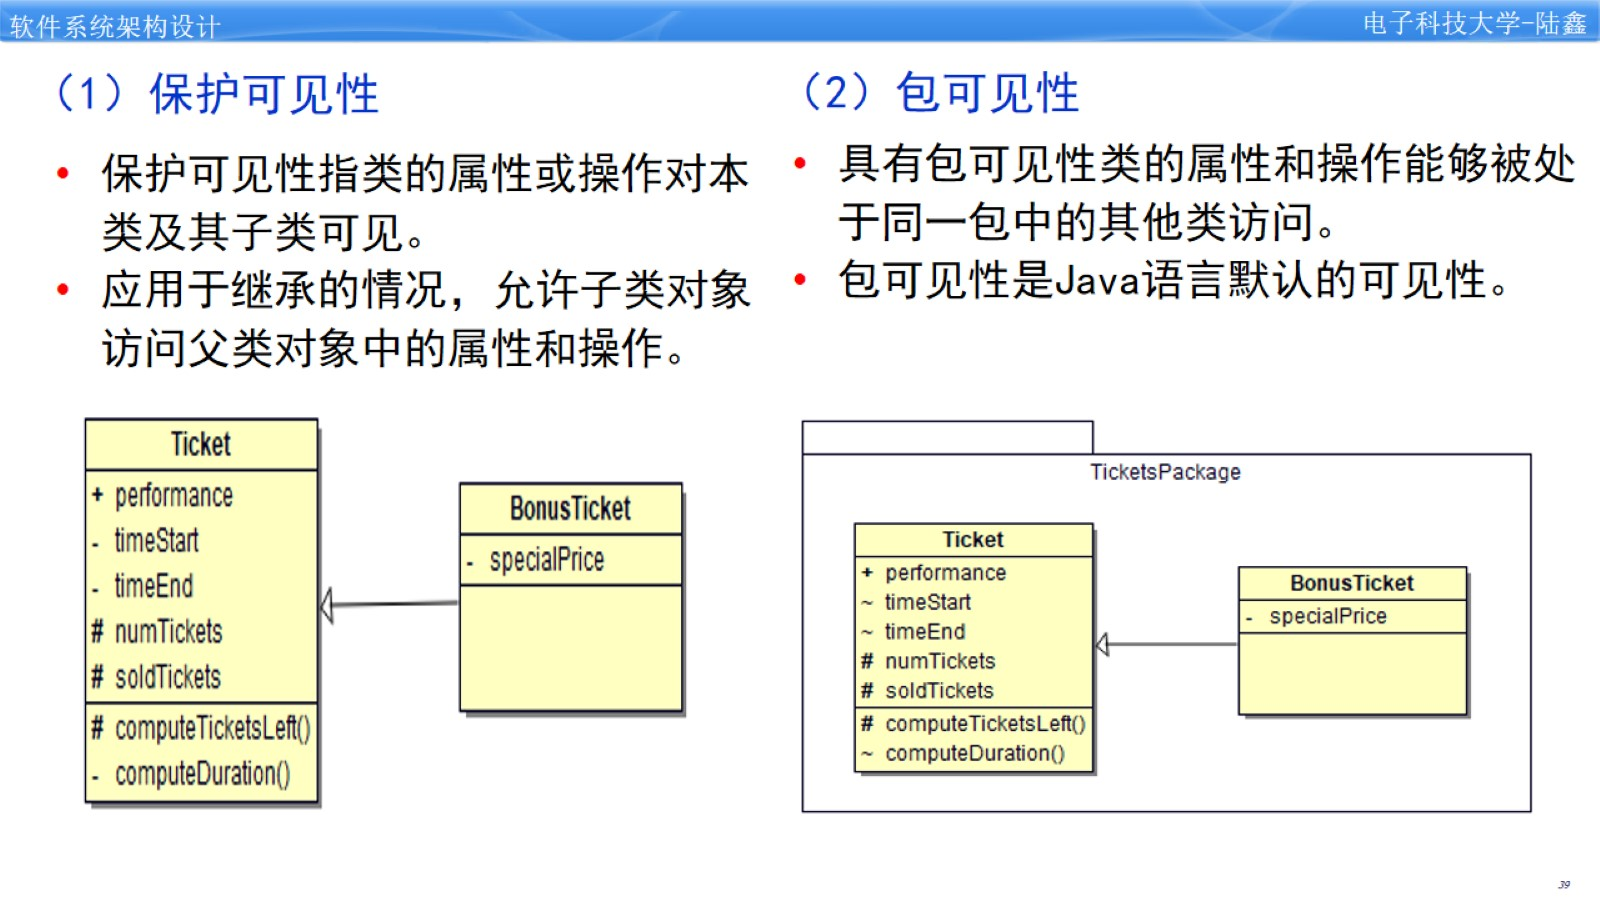 软件系统架构设计
电子科技大学-陆鑫
（1）保护可见性
• 保护可见性指类的属性或操作对本
类及其子类可见。
• 应用于继承的情况，允许子类对象
访问父类对象中的属性和操作。
Ticket
+ performance
- timeStart
- timeEnd
# numTickets
# soldTickets
# computeTicketsLeft()
- computeDuration()
BonusTicket
- specialPrice
（2）包可见性
• 具有包可见性类的属性和操作能够被处
于同一包中的其他类访问。
• 包可见性是Java语言默认的可见性。
TicketsPackage
Ticket
+ performance
~ timeStart
~ timeEnd
# numTickets
# soldTickets
# computeTicketsLeft()
~ computeDuration()
BonusTicket
- specialPrice
39